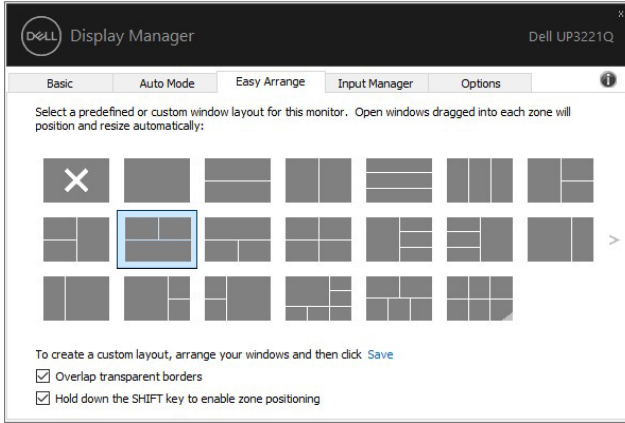 x
DELL Display Manager Dell UP3221Q
Basic Auto Mode Easy Arrange Input Manager Options
Select a predefined or custom window layout for this monitor. Open windows dragged into each zone will
position and resize automatically:
To create a custom layout, arrange your windows and then click Save
Overlap transparent borders
Hold down the SHIFT key to enable zone positioning